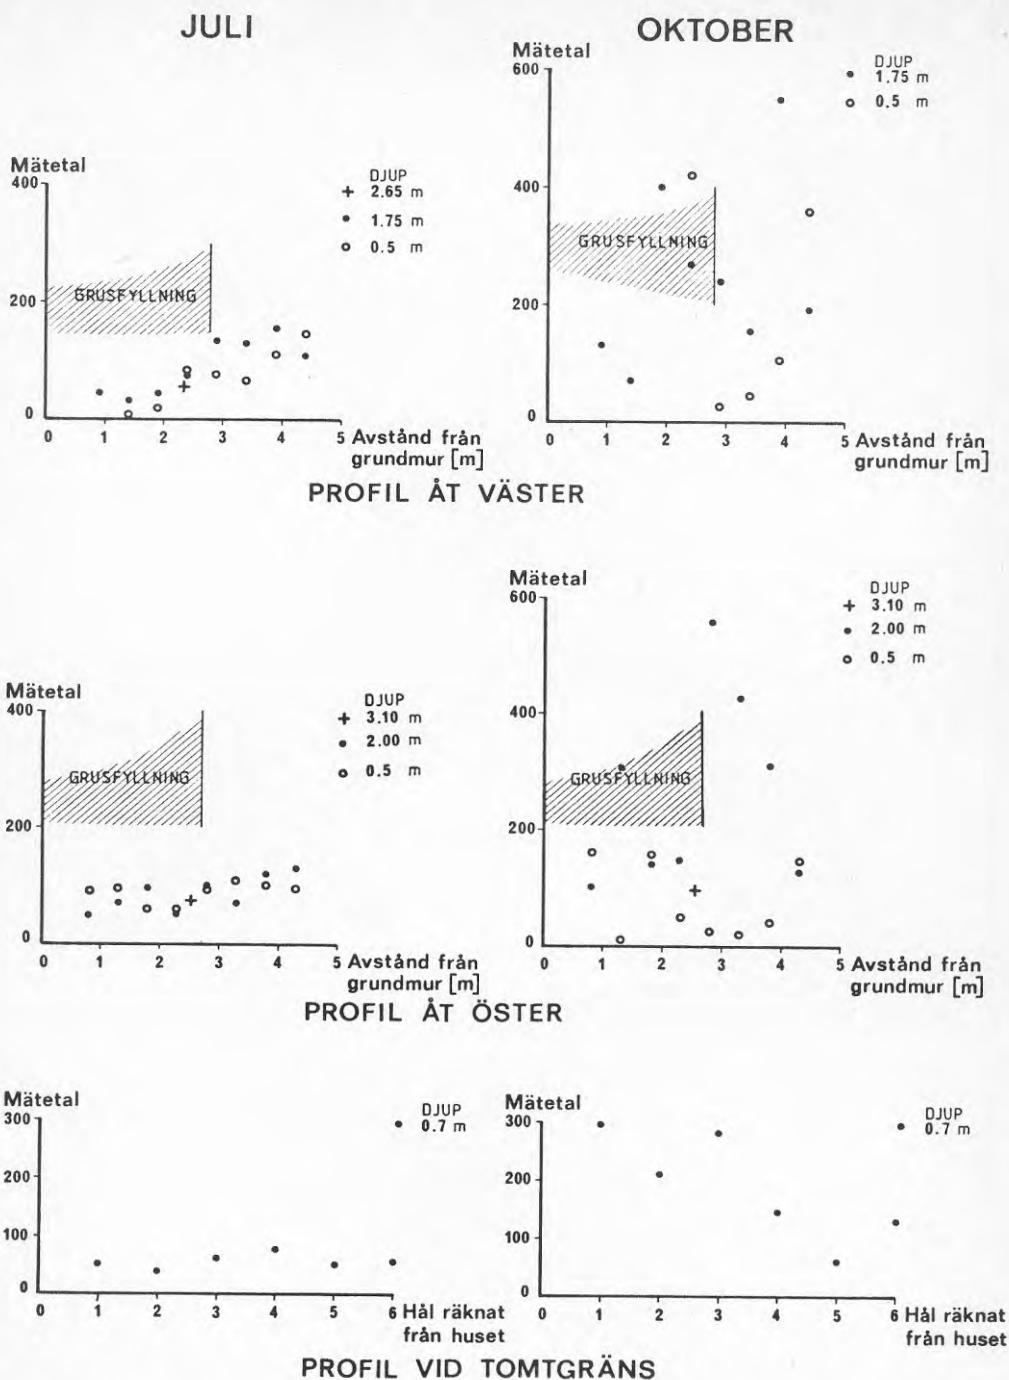 JULI
OKTOBER
Mätetal
400
200
0
0 1 2 3 4 5
Avstånd från
grundmur [m]
GRUSFYLLNING
DJUP
+ 2.65 m
• 1.75 m
o 0.5 m
Mätetal
600
400
200
0
0 1 2 3 4 5
Avstånd från
grundmur [m]
GRUSFYLLNING
DJUP
• 1.75 m
o 0.5 m
PROFIL ÅT VÄSTER
Mätetal
400
200
0
0 1 2 3 4 5
Avstånd från
grundmur [m]
GRUSFYLLNING
DJUP
+ 3.10 m
• 2.00 m
o 0.5 m
Mätetal
600
400
200
0
0 1 2 3 4 5
Avstånd från
grundmur [m]
GRUSFYLLNING
DJUP
+ 3.10 m
• 2.00 m
o 0.5 m
PROFIL ÅT ÖSTER
Mätetal
300
200
100
0
0 1 2 3 4 5 6
Hål räknat
från huset
DJUP
• 0.7 m
Mätetal
300
200
100
0
0 1 2 3 4 5 6
Hål räknat
från huset
DJUP
• 0.7 m
PROFIL VID TOMTGRÄNS